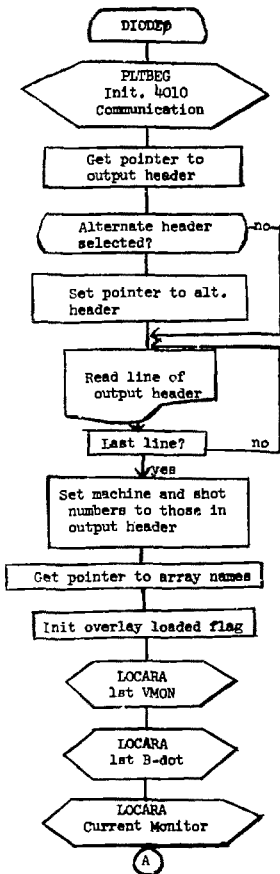 DIODEø
PLTBEG
Init. 4010
Communication
Get pointer to
output header
Alternate header
selected?
no
Set pointer to alt.
header
Read line of
output header
Last line?
no
yes
Set machine and shot
numbers to those in
output header
Get pointer to array names
Init overlay loaded flag
LOCARA
1st VMON
LOCARA
1st B-dot
LOCARA
Current Monitor
A